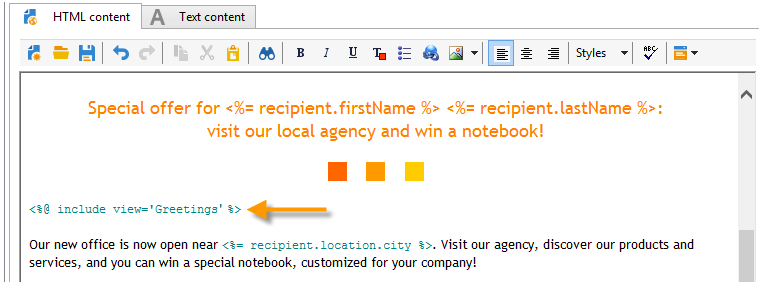 HTML content
Text content
B I U T Styles ABC
Special offer for <%= recipient.firstName %> <%= recipient.lastName %>:
visit our local agency and win a notebook!
<%@ include view='Greetings' %>
Our new office is now open near <%= recipient.location.city %>. Visit our agency, discover our products and
services, and you can win a special notebook, customized for your company!